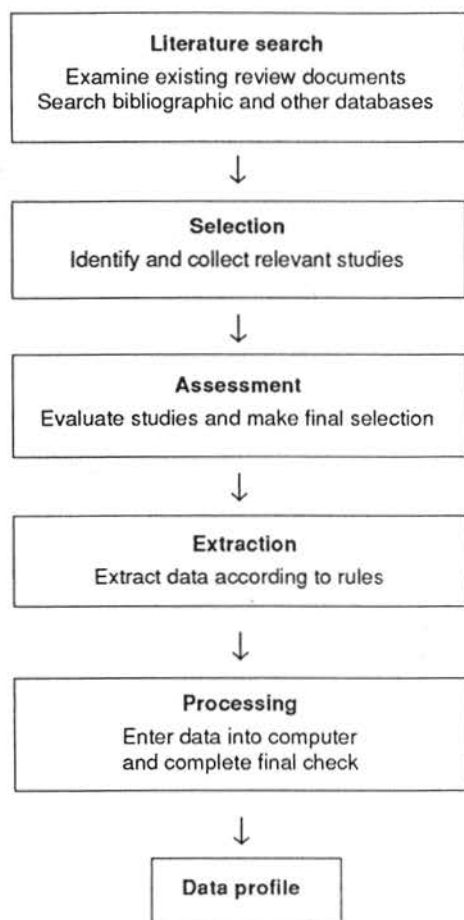 Literature search
Examine existing review documents
Search bibliographic and other databases
Selection
Identify and collect relevant studies
Assessment
Evaluate studies and make final selection
Extraction
Extract data according to rules
Processing
Enter data into computer
and complete final check
Data profile